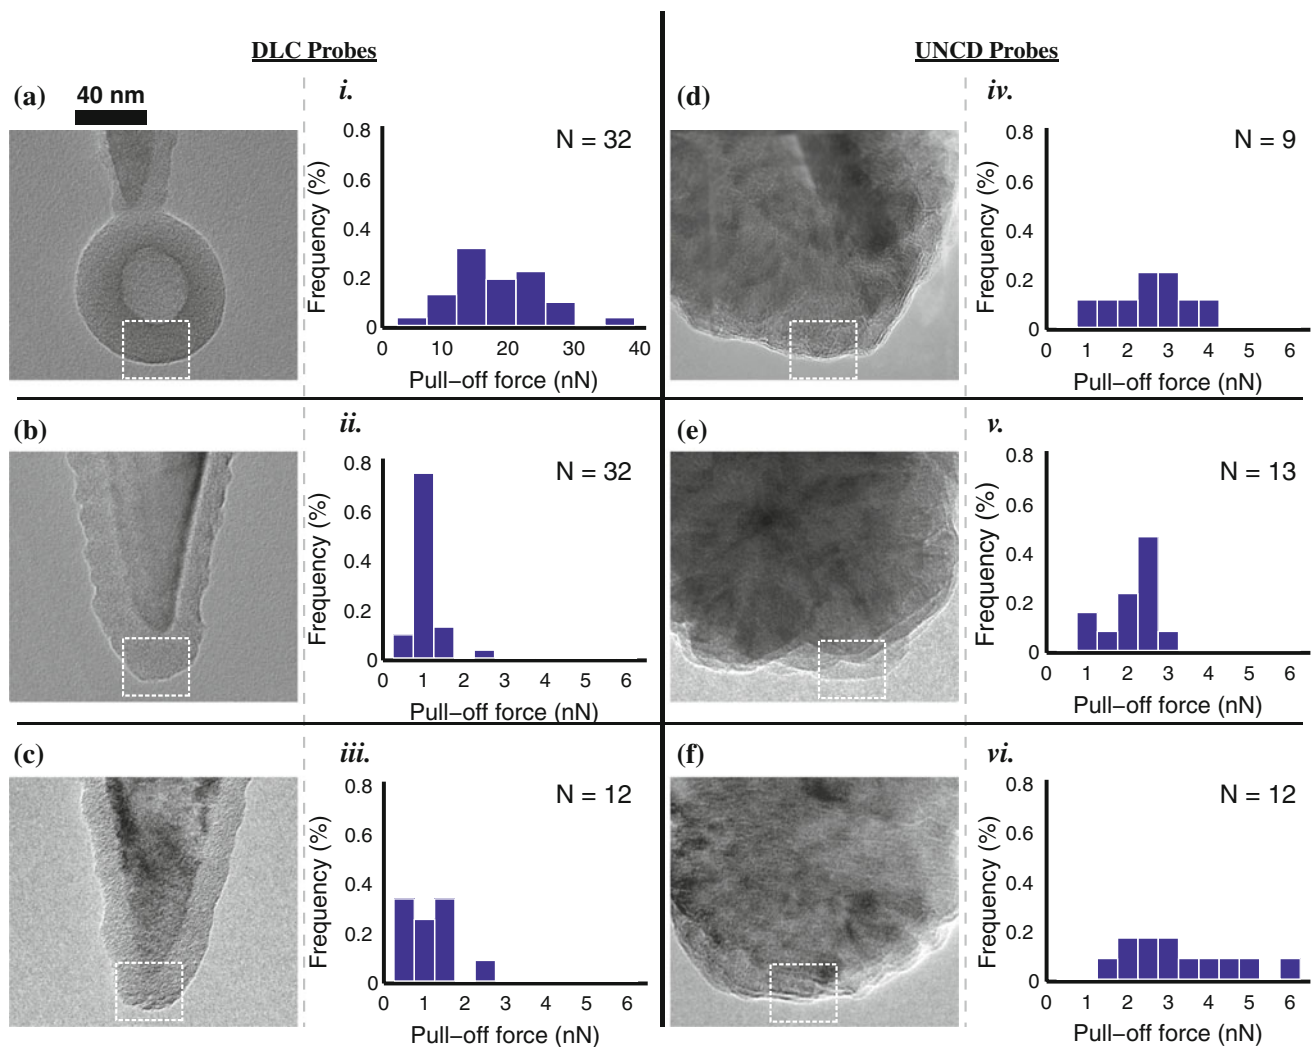 DLC Probes
UNCD Probes
(a)
40 nm
i.
N = 32
Frequency (%)
0.8
0.6
0.4
0.2
0
0 10 20 30 40
Pull–off force (nN)
(d)
iv.
N = 9
Frequency (%)
0.8
0.6
0.4
0.2
0
0 1 2 3 4 5 6
Pull–off force (nN)
(b)
ii.
N = 32
Frequency (%)
0.8
0.6
0.4
0.2
0
0 1 2 3 4 5 6
Pull–off force (nN)
(e)
v.
N = 13
Frequency (%)
0.8
0.6
0.4
0.2
0
0 1 2 3 4 5 6
Pull–off force (nN)
(c)
iii.
N = 12
Frequency (%)
0.8
0.6
0.4
0.2
0
0 1 2 3 4 5 6
Pull–off force (nN)
(f)
vi.
N = 12
Frequency (%)
0.8
0.6
0.4
0.2
0
0 1 2 3 4 5 6
Pull–off force (nN)